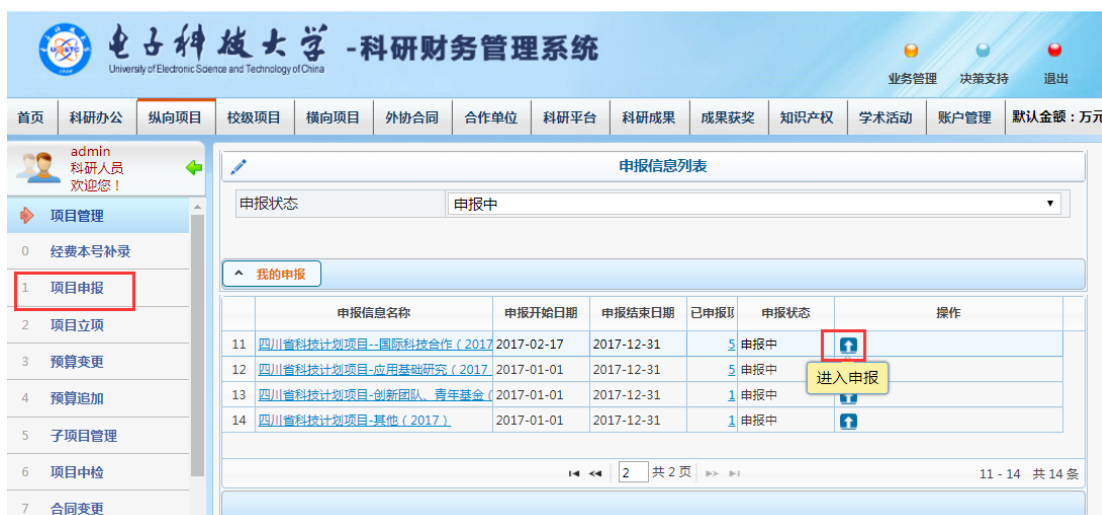 电子科技大学 -科研财务管理系统
University of Electronic Science and Technology of China
业务管理 决策支持 退出
首页 科研办公 纵向项目 校级项目 横向项目 外协合同 合作单位 科研平台 科研成果 成果获奖 知识产权 学术活动 账户管理 默认金额：万元
admin
科研人员
欢迎您！
项目管理
0 经费本号补录
1 项目申报
2 项目立项
3 预算变更
4 预算追加
5 子项目管理
6 项目中检
7 合同变更
申报信息列表
申报状态 申报中
我的申报
申报信息名称 申报开始日期 申报结束日期 已申报项 申报状态 操作
11 四川省科技计划项目--国际科技合作（2017 2017-02-17 2017-12-31 5 申报中
12 四川省科技计划项目-应用基础研究（2017 2017-01-01 2017-12-31 5 申报中
进入申报
13 四川省科技计划项目-创新团队、青年基金（ 2017-01-01 2017-12-31 1 申报中
14 四川省科技计划项目-其他（2017） 2017-01-01 2017-12-31 1 申报中
2 共 2 页
11 - 14 共 14 条